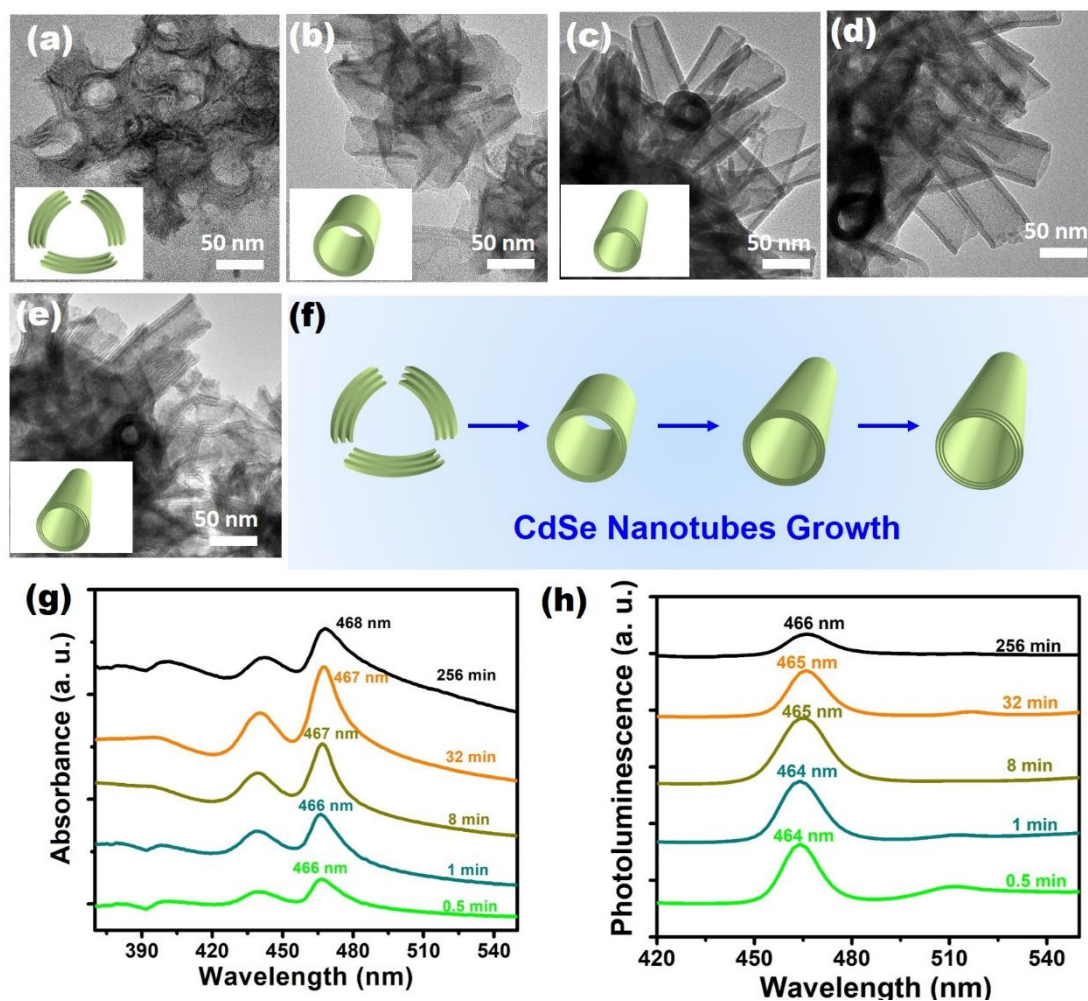 (a)
50 nm
(b)
50 nm
(c)
50 nm
(d)
50 nm
(e)
50 nm
(f)
CdSe Nanotubes Growth
(g)
Absorbance (a. u.)
468 nm
256 min
467 nm
32 min
467 nm
8 min
466 nm
1 min
466 nm
0.5 min
390 420 450 480 510 540
Wavelength (nm)
(h)
Photoluminescence (a. u.)
466 nm
256 min
465 nm
32 min
465 nm
8 min
464 nm
1 min
464 nm
0.5 min
420 450 480 510 540
Wavelength (nm)